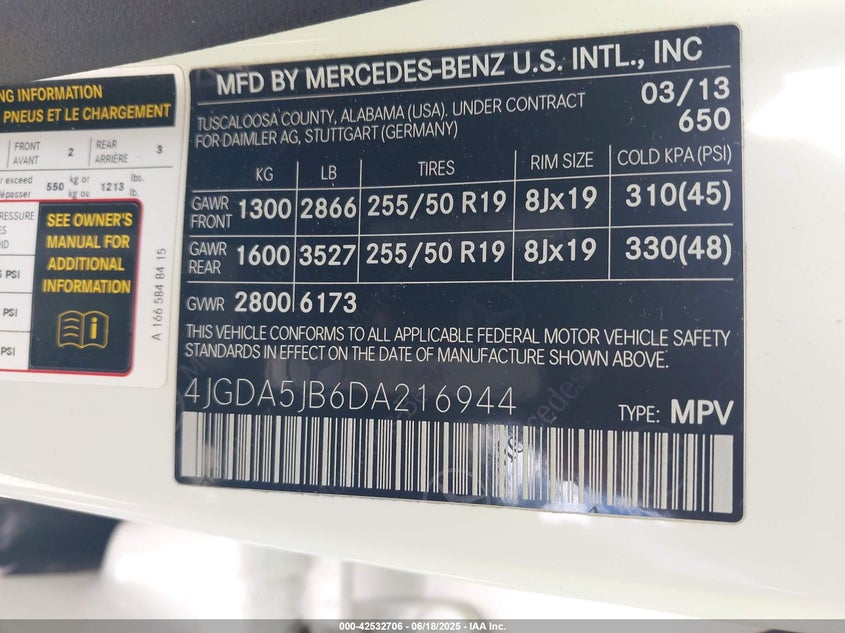 NG INFORMATION
PNEUS ET LE CHARGEMENT
FRONT 2 REAR 3
AVANT ARRIÈRE
r exceed 550 kg or 1213 lbs.
dépasser kg ou lb.
RESSURE
ES
OID
PSI
PSI
PSI
SEE OWNER'S
MANUAL FOR
ADDITIONAL
INFORMATION
A 166 584 84 15
MFD BY MERCEDES-BENZ U.S. INTL., INC
TUSCALOOSA COUNTY, ALABAMA (USA). UNDER CONTRACT
FOR DAIMLER AG, STUTTGART (GERMANY)
03/13
650
KG LB TIRES RIM SIZE COLD KPA (PSI)
GAWR FRONT 1300 2866 255/50 R19 8Jx19 310(45)
GAWR REAR 1600 3527 255/50 R19 8Jx19 330(48)
GVWR 2800 6173
THIS VEHICLE CONFORMS TO ALL APPLICABLE FEDERAL MOTOR VEHICLE SAFETY
STANDARDS IN EFFECT ON THE DATE OF MANUFACTURE SHOWN ABOVE.
4JGDA5JB6DA216944
TYPE: MPV
000-42532706 - 06/18/2025 - IAA Inc.